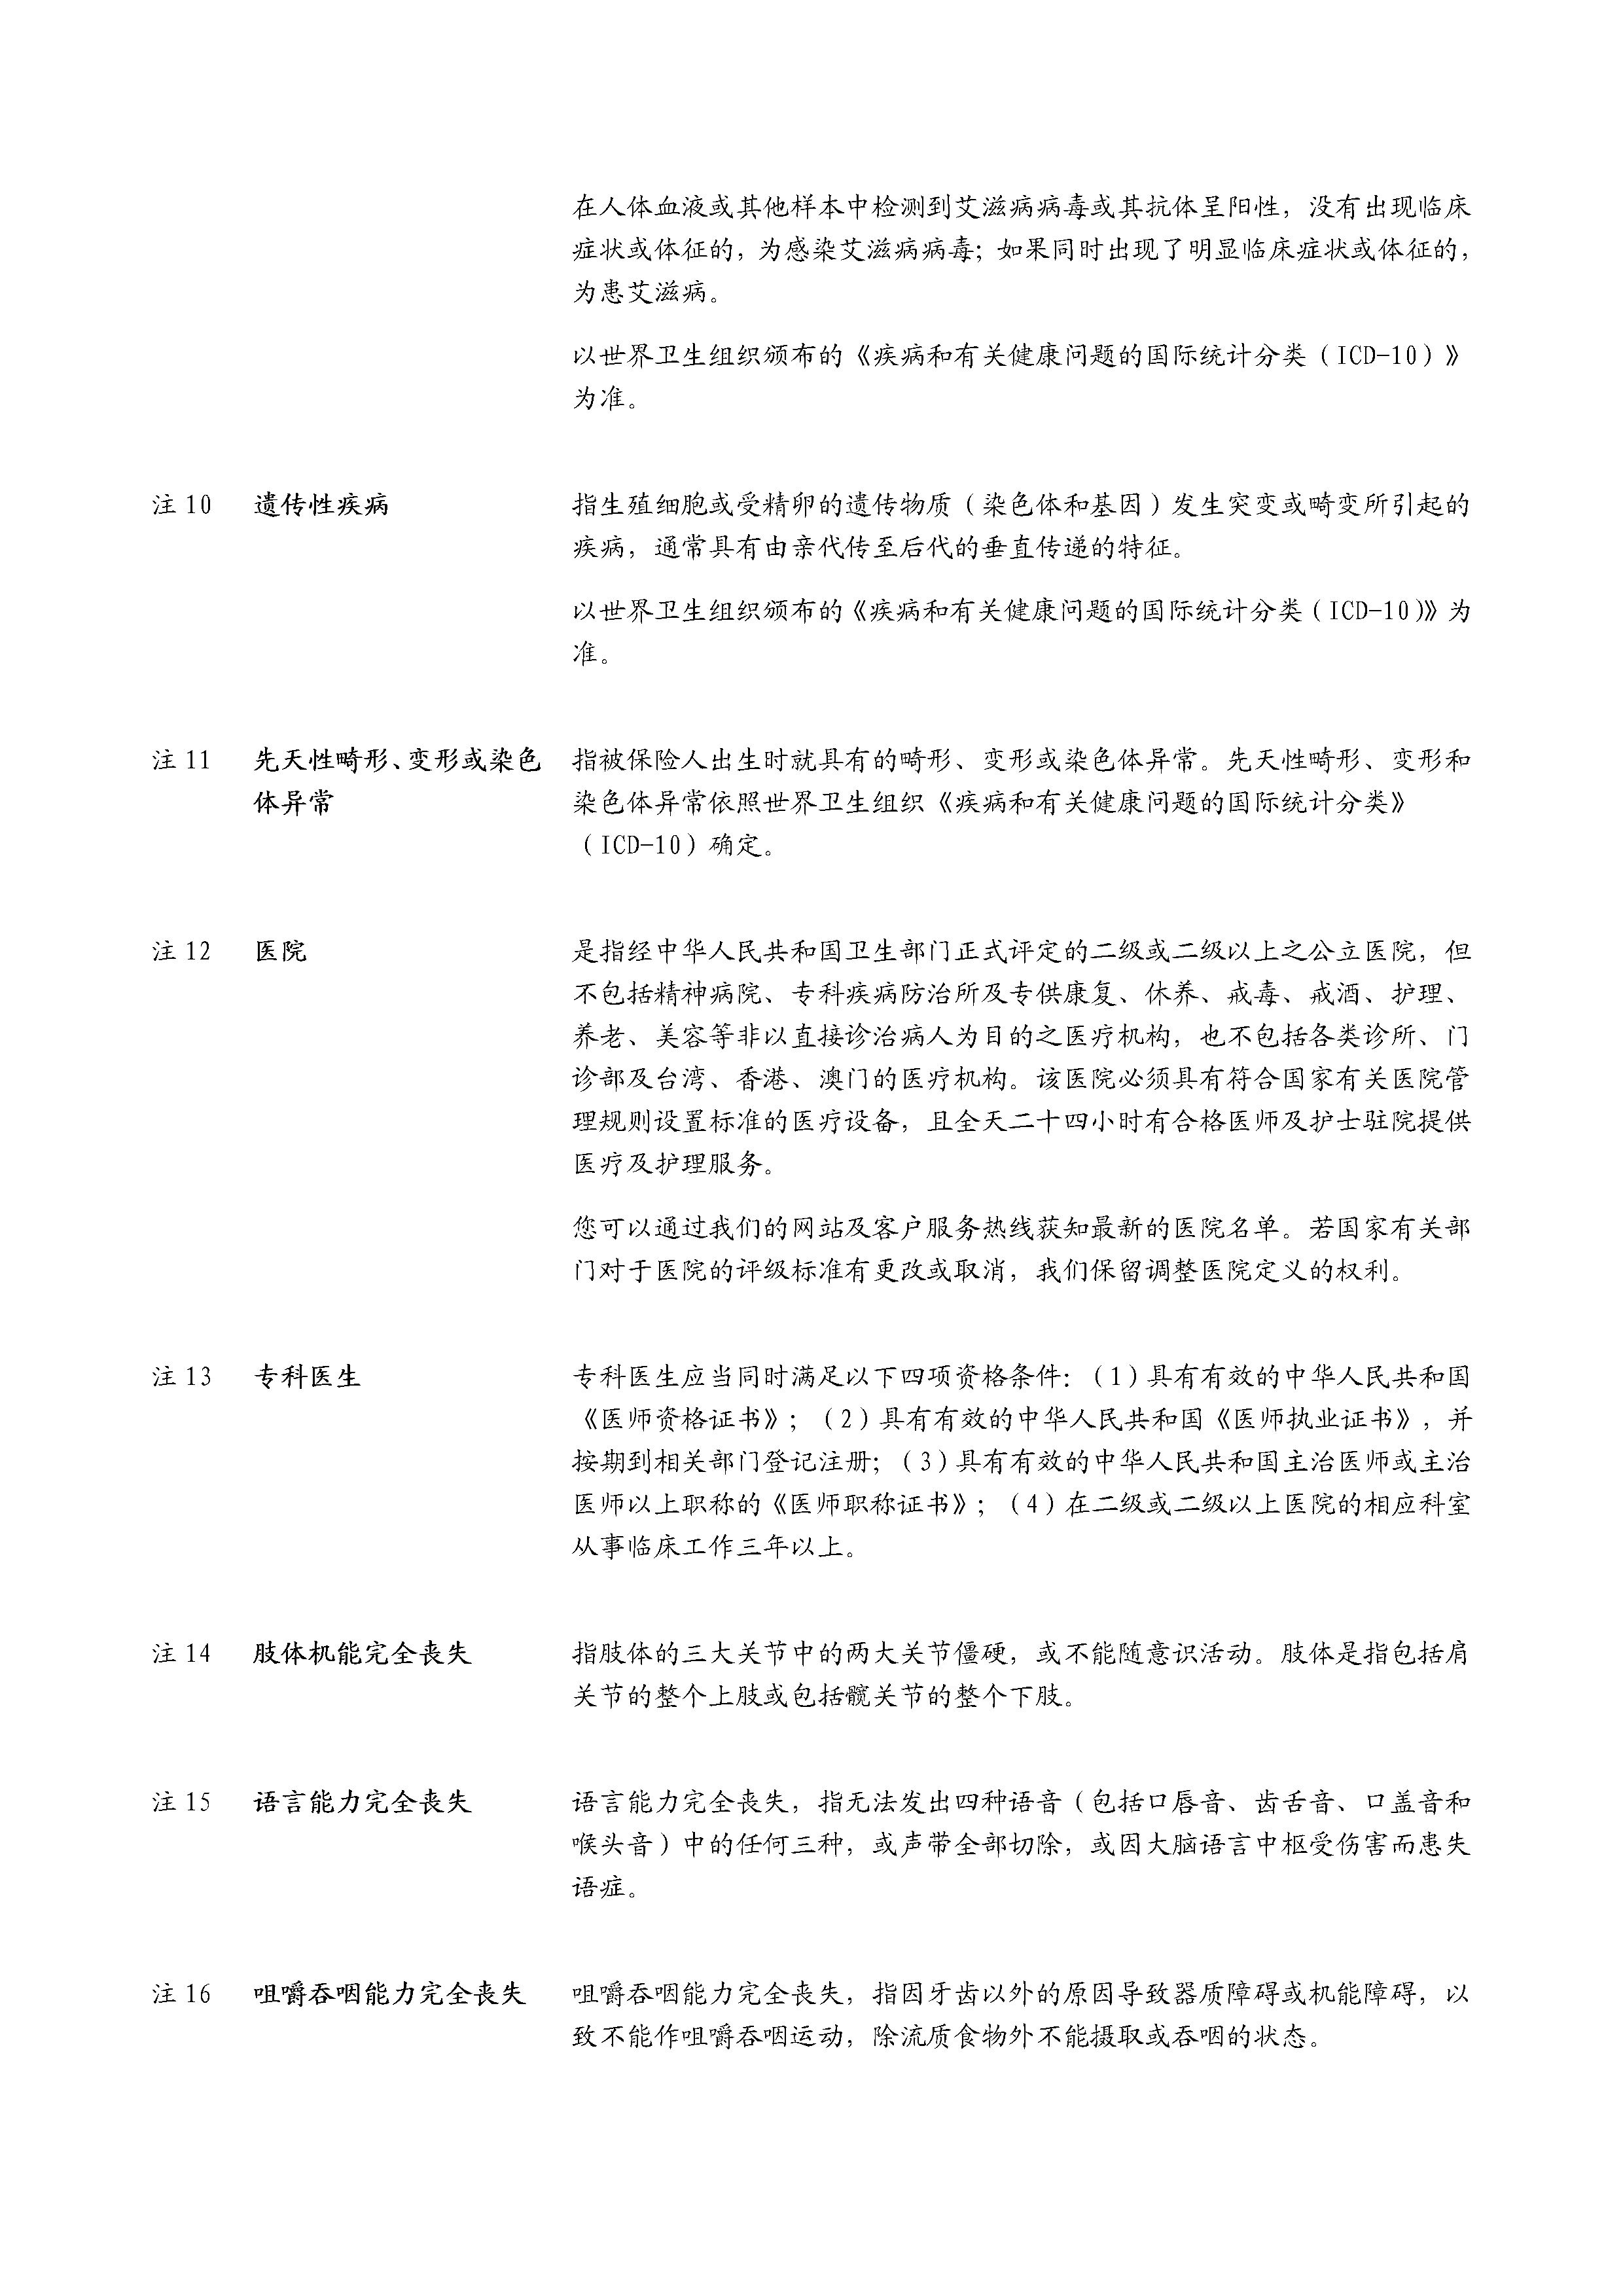 在人体血液或其他样本中检测到艾滋病病毒或其抗体呈阳性，没有出现临床
症状或体征的，为感染艾滋病病毒；如果同时出现了明显临床症状或体征的，
为患艾滋病。
以世界卫生组织颁布的《疾病和有关健康问题的国际统计分类（ICD-10）》
为准。
注 10 遗传性疾病 指生殖细胞或受精卵的遗传物质（染色体和基因）发生突变或畸变所引起的
疾病，通常具有由亲代传至后代的垂直传递的特征。
以世界卫生组织颁布的《疾病和有关健康问题的国际统计分类（ICD-10）》为
准。
注 11 先天性畸形、变形或染色 指被保险人出生时就具有的畸形、变形或染色体异常。先天性畸形、变形和
体异常 染色体异常依照世界卫生组织《疾病和有关健康问题的国际统计分类》
（ICD-10）确定。
注 12 医院 是指经中华人民共和国卫生部门正式评定的二级或二级以上之公立医院，但
不包括精神病院、专科疾病防治所及专供康复、休养、戒毒、戒酒、护理、
养老、美容等非以直接诊治病人为目的之医疗机构，也不包括各类诊所、门
诊部及台湾、香港、澳门的医疗机构。该医院必须具有符合国家有关医院管
理规则设置标准的医疗设备，且全天二十四小时有合格医师及护士驻院提供
医疗及护理服务。
您可以通过我们的网站及客户服务热线获知最新的医院名单。若国家有关部
门对于医院的评级标准有更改或取消，我们保留调整医院定义的权利。
注 13 专科医生 专科医生应当同时满足以下四项资格条件：（1）具有有效的中华人民共和国
《医师资格证书》；（2）具有有效的中华人民共和国《医师执业证书》，并
按期到相关部门登记注册；（3）具有有效的中华人民共和国主治医师或主治
医师以上职称的《医师职称证书》；（4）在二级或二级以上医院的相应科室
从事临床工作三年以上。
注 14 肢体机能完全丧失 指肢体的三大关节中的两大关节僵硬，或不能随意识活动。肢体是指包括肩
关节的整个上肢或包括髋关节的整个下肢。
注 15 语言能力完全丧失 语言能力完全丧失，指无法发出四种语音（包括口唇音、齿舌音、口盖音和
喉头音）中的任何三种，或声带全部切除，或因大脑语言中枢受伤害而患失
语症。
注 16 咀嚼吞咽能力完全丧失 咀嚼吞咽能力完全丧失，指因牙齿以外的原因导致器质障碍或机能障碍，以
致不能作咀嚼吞咽运动，除流质食物外不能摄取或吞咽的状态。